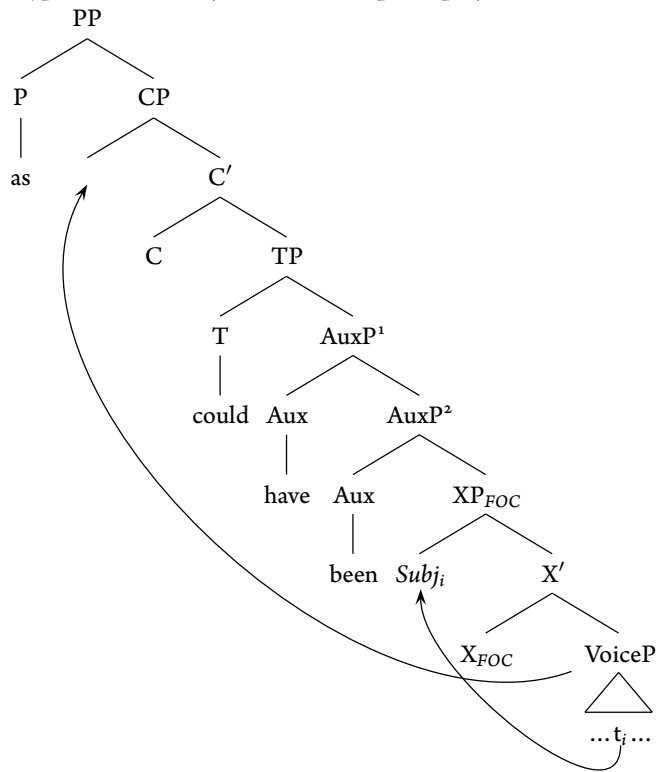 PP
P CP
as C′
C TP
T AuxP¹
could Aux AuxP²
have Aux XP_FOC
been Subj_i X′
X_FOC VoiceP
...t_i...